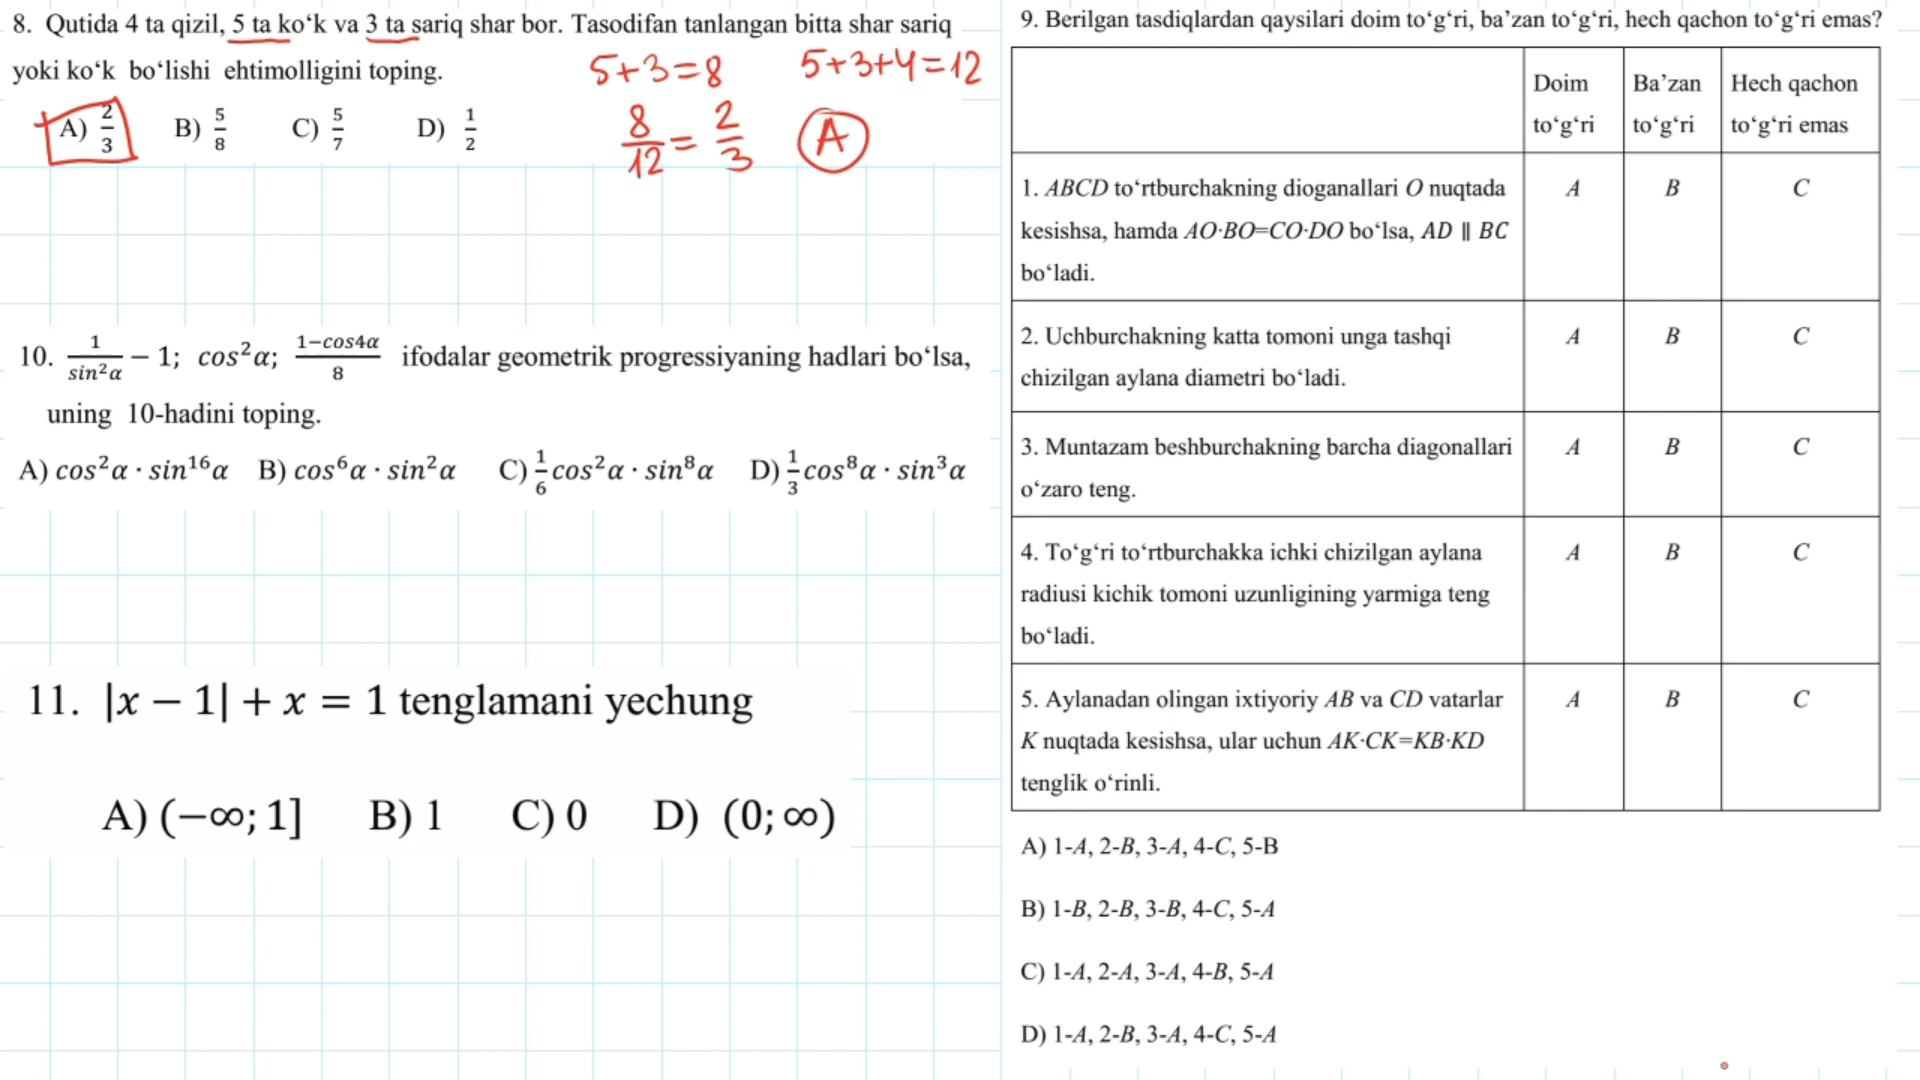 8. Qutida 4 ta qizil, 5 ta ko‘k va 3 ta sariq shar bor. Tasodifan tanlangan bitta shar sariq
yoki ko‘k bo‘lishi ehtimolligini toping.
5+3=8 5+3+4=12
A) 2/3 B) 5/8 C) 5/7 D) 1/2
8/12 = 2/3 A
10. 1/sin²α − 1; cos²α; (1−cos4α)/8 ifodalar geometrik progressiyaning hadlari bo‘lsa,
uning 10-hadini toping.
A) cos²α · sin¹⁶α B) cos⁶α · sin²α C) 1/6 cos²α · sin⁸α D) 1/3 cos⁸α · sin³α
11. |x − 1| + x = 1 tenglamani yechung
A) (−∞; 1] B) 1 C) 0 D) (0; ∞)
9. Berilgan tasdiqlardan qaysilari doim to‘g‘ri, ba’zan to‘g‘ri, hech qachon to‘g‘ri emas?
Doim Ba’zan Hech qachon
to‘g‘ri to‘g‘ri to‘g‘ri emas
1. ABCD to‘rtburchakning dioganallari O nuqtada A B C
kesishsa, hamda AO·BO=CO·DO bo‘lsa, AD ∥ BC
bo‘ladi.
2. Uchburchakning katta tomoni unga tashqi A B C
chizilgan aylana diametri bo‘ladi.
3. Muntazam beshburchakning barcha diagonallari A B C
o‘zaro teng.
4. To‘g‘ri to‘rtburchakka ichki chizilgan aylana A B C
radiusi kichik tomoni uzunligining yarmiga teng
bo‘ladi.
5. Aylanadan olingan ixtiyoriy AB va CD vatarlar A B C
K nuqtada kesishsa, ular uchun AK·CK=KB·KD
tenglik o‘rinli.
A) 1-A, 2-B, 3-A, 4-C, 5-B
B) 1-B, 2-B, 3-B, 4-C, 5-A
C) 1-A, 2-A, 3-A, 4-B, 5-A
D) 1-A, 2-B, 3-A, 4-C, 5-A